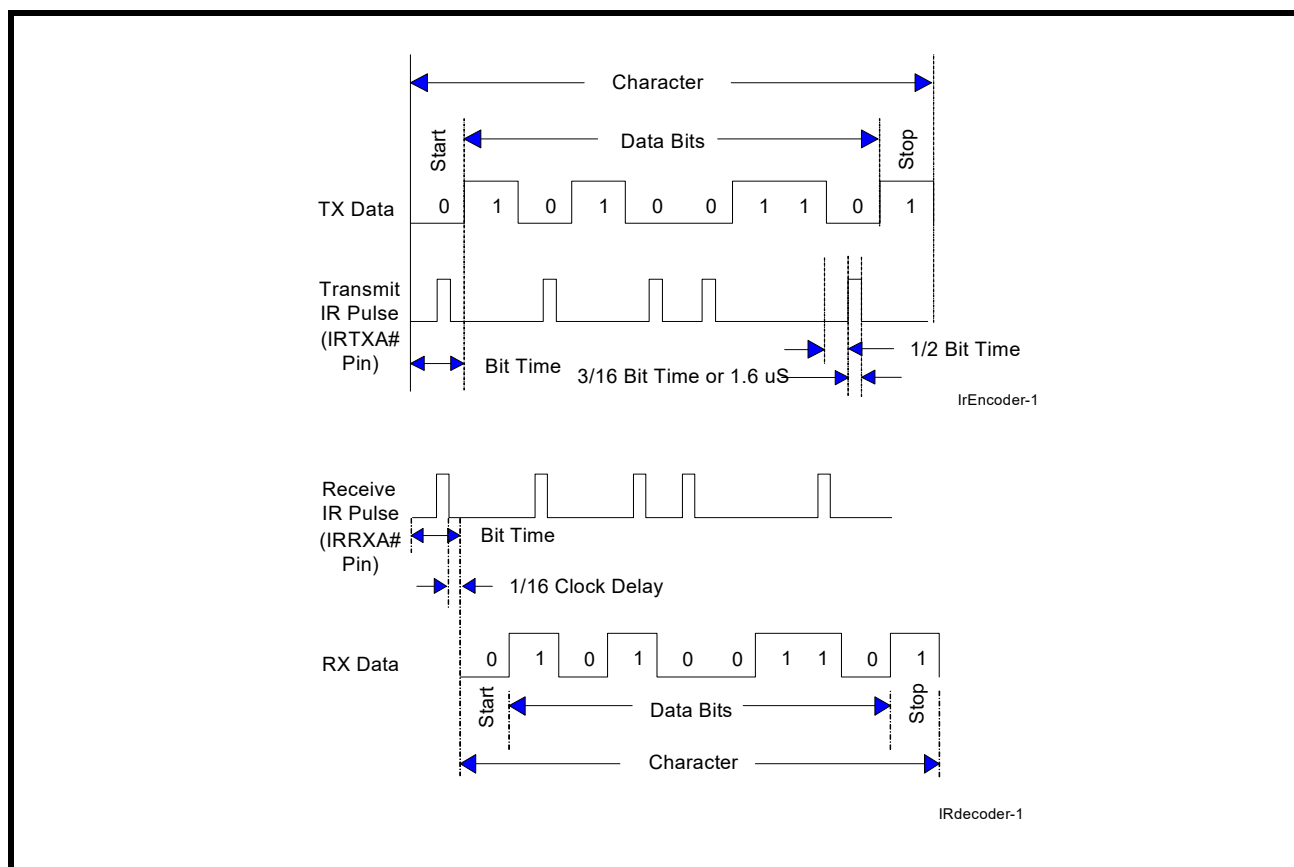 Character
Start
Data Bits
Stop
TX Data
0 1 0 1 0 0 1 1 0 1
Transmit
IR Pulse
(IRTXA#
Pin)
Bit Time
1/2 Bit Time
3/16 Bit Time or 1.6 uS
IrEncoder-1
Receive
IR Pulse
(IRRXA#
Pin)
Bit Time
1/16 Clock Delay
RX Data
0 1 0 1 0 0 1 1 0 1
Start
Data Bits
Stop
Character
IRdecoder-1